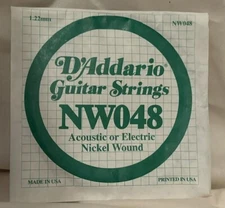 1.22mm NW048
D'Addario
Guitar Strings
NW048
Acoustic or Electric
Nickel Wound
MADE IN USA PRINTED IN USA